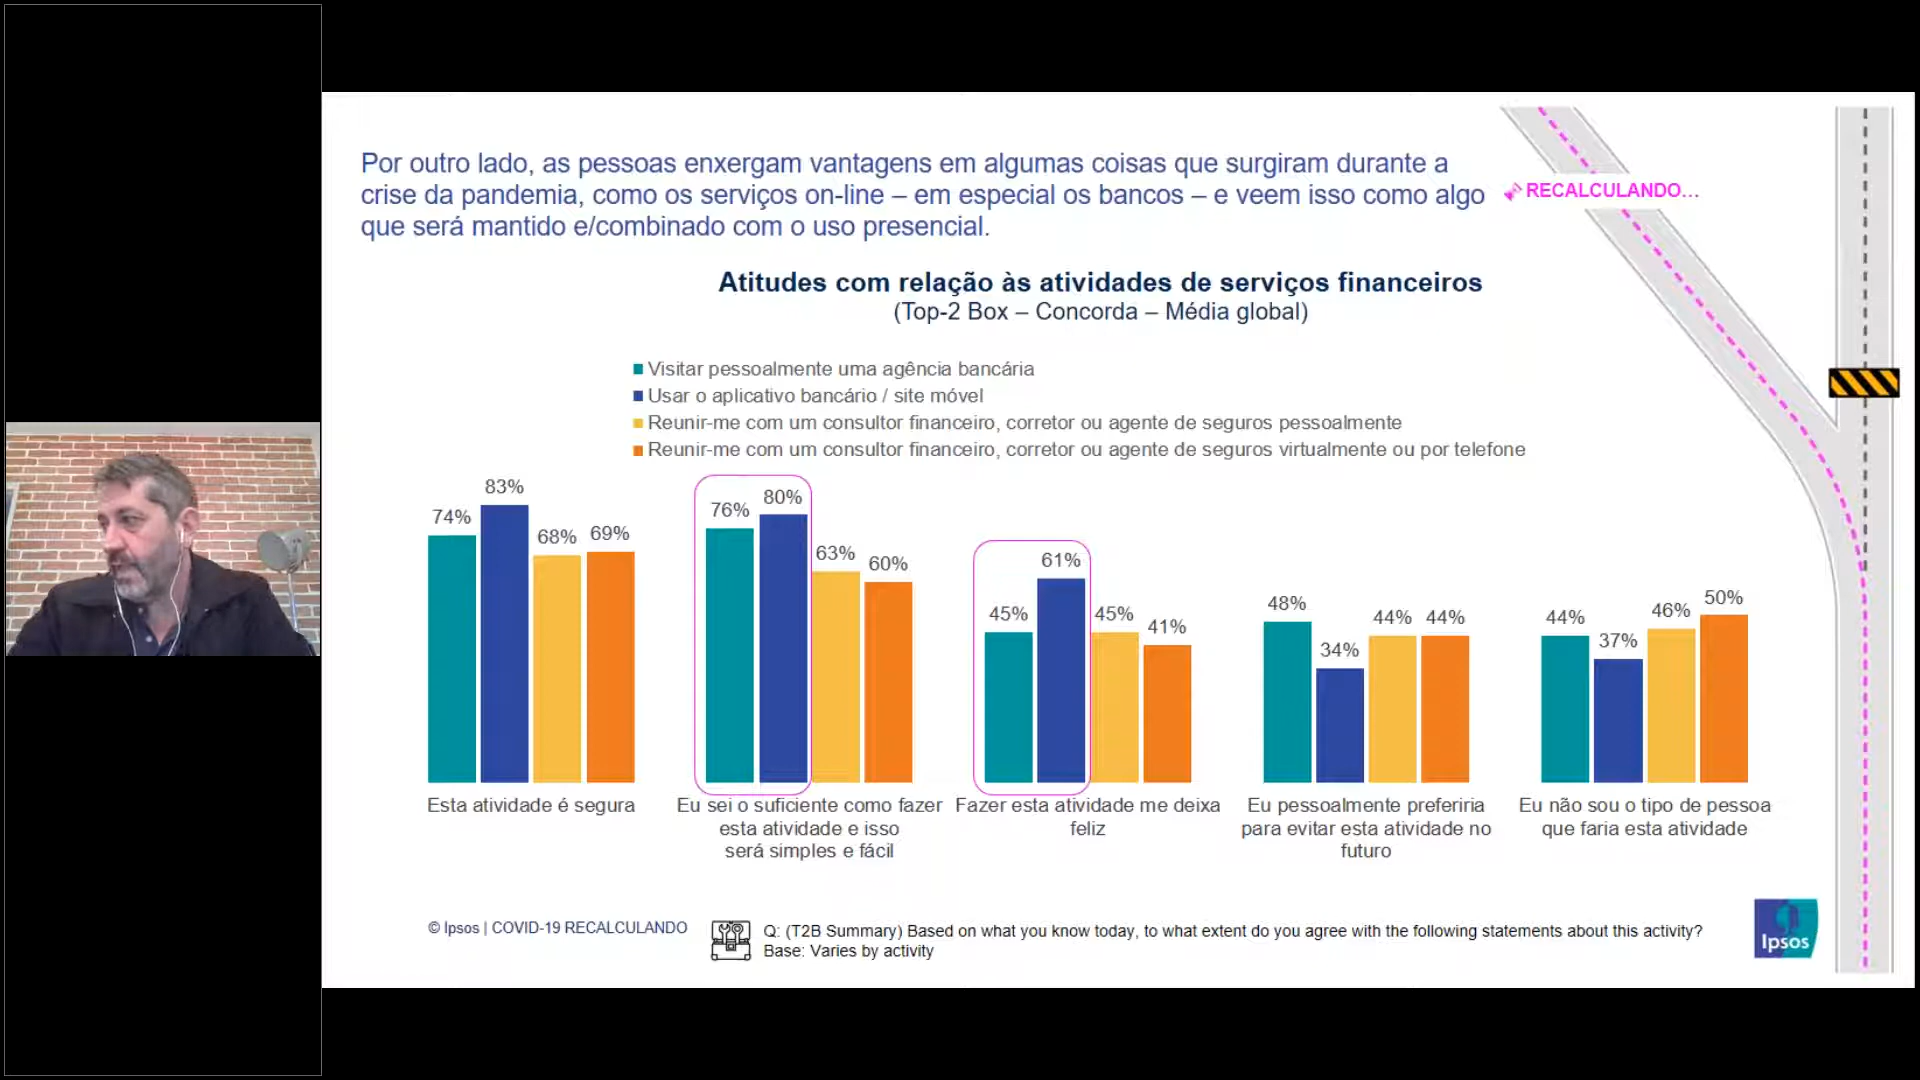 Por outro lado, as pessoas enxergam vantagens em algumas coisas que surgiram durante a
crise da pandemia, como os serviços on-line – em especial os bancos – e veem isso como algo
que será mantido e/combinado com o uso presencial.
RECALCULANDO...
Atitudes com relação às atividades de serviços financeiros
(Top-2 Box – Concorda – Média global)
Visitar pessoalmente uma agência bancária
Usar o aplicativo bancário / site móvel
Reunir-me com um consultor financeiro, corretor ou agente de seguros pessoalmente
Reunir-me com um consultor financeiro, corretor ou agente de seguros virtualmente ou por telefone
74% 83% 68% 69%
76% 80% 63% 60%
45% 61% 45% 41%
48% 34% 44% 44%
44% 37% 46% 50%
Esta atividade é segura
Eu sei o suficiente como fazer
esta atividade e isso
será simples e fácil
Fazer esta atividade me deixa
feliz
Eu pessoalmente preferiria
para evitar esta atividade no
futuro
Eu não sou o tipo de pessoa
que faria esta atividade
© Ipsos | COVID-19 RECALCULANDO
Q: (T2B Summary) Based on what you know today, to what extent do you agree with the following statements about this activity?
Base: Varies by activity
Ipsos